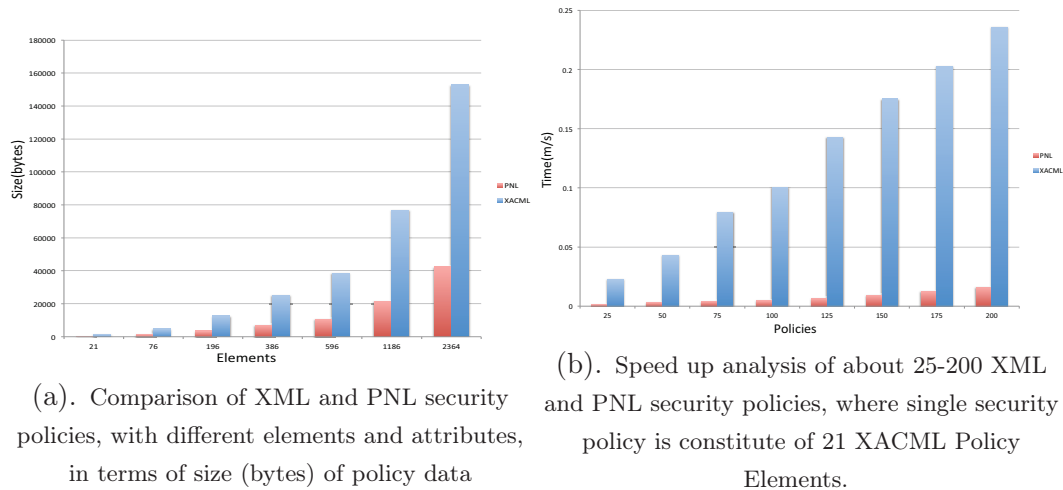 180000
160000
140000
120000
100000
80000
60000
40000
20000
0
Size(bytes)
21 76 196 386 596 1186 2364
Elements
PNL
XACML
(a). Comparison of XML and PNL security
policies, with different elements and attributes,
in terms of size (bytes) of policy data
0.25
0.2
0.15
0.1
0.05
0
Time(m/s)
25 50 75 100 125 150 175 200
Policies
PNL
XACML
(b). Speed up analysis of about 25-200 XML
and PNL security policies, where single security
policy is constitute of 21 XACML Policy
Elements.